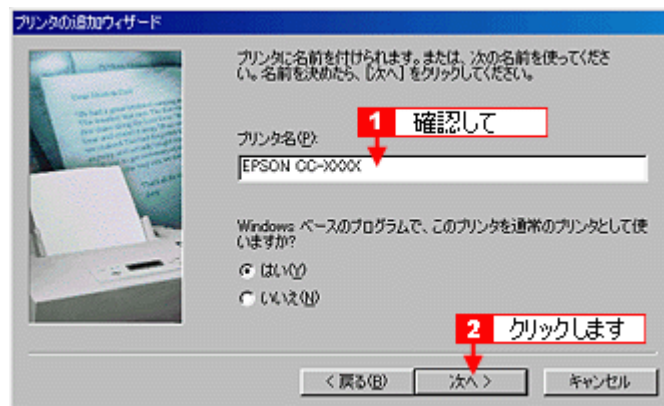 プリンタの追加ウィザード
プリンタに名前を付けられます。または、次の名前を使ってくださ
い。名前を決めたら、[次へ] をクリックしてください。
1 確認して
プリンタ名(P):
EPSON CC-XXXX
Windows ベースのプログラムで、このプリンタを通常のプリンタとして使
いますか?
はい(Y)
いいえ(N)
2 クリックします
< 戻る(B)
次へ >
キャンセル